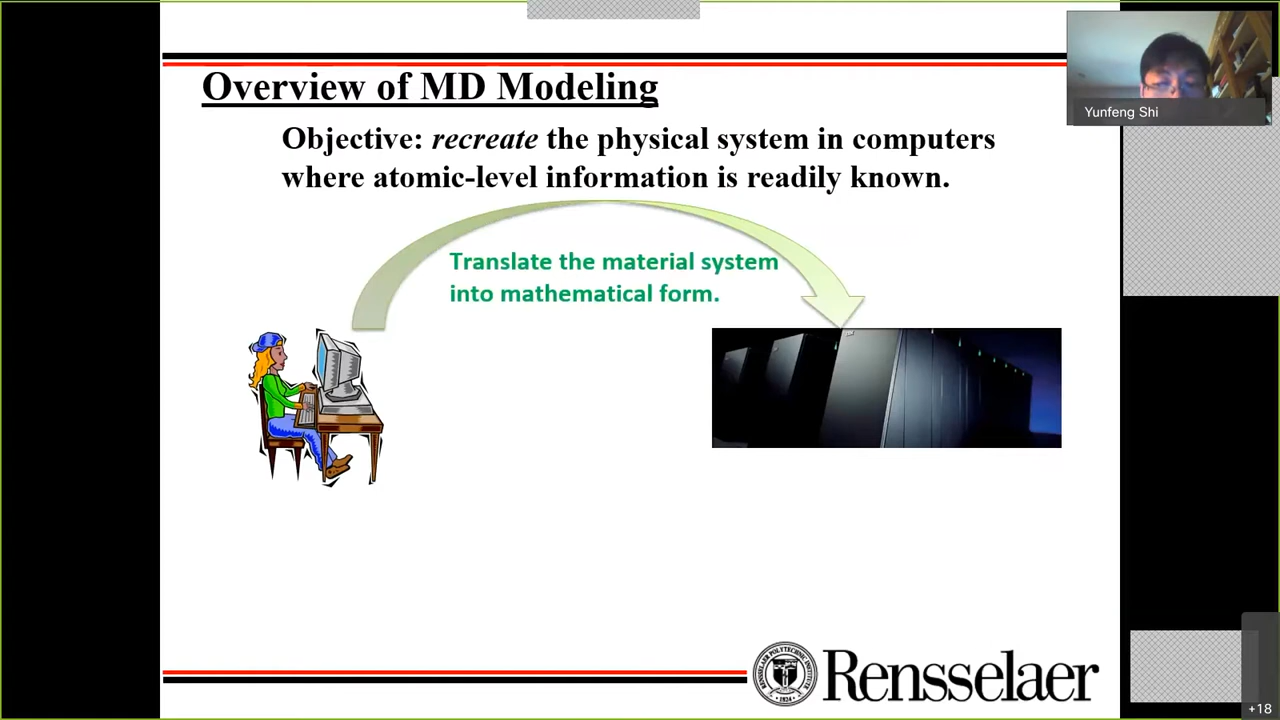 Overview of MD Modeling
Yunfeng Shi
Objective: recreate the physical system in computers
where atomic-level information is readily known.
Translate the material system
into mathematical form.
Rensselaer
+18